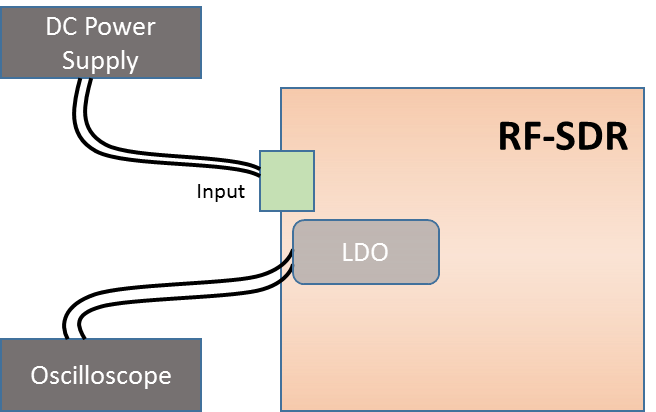 DC Power
Supply
RF-SDR
Input
LDO
Oscilloscope